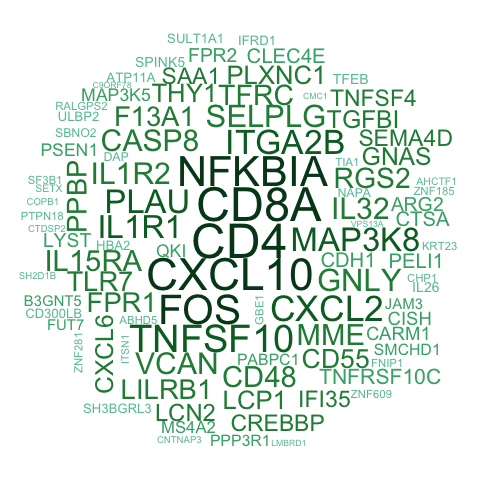 SULT1A1 IFRD1
SPINK5 FPR2 CLEC4E
ATP11A SAA1 PLXNC1 TFEB
C9ORF78
MAP3K5 THY1 TFRC CMC1 TNFSF4
RALGPS2 F13A1 SELPLG TGFBI
ULBP2
SBNO2 CASP8 ITGA2B SEMA4D
PSEN1 DAP NFKBIA TIA1 GNAS
SF3B1 IL1R2 RGS2 AHCTF1
SETX PPBP PLAU CD8A NAPA ARG2 ZNF185
COPB1 IL32
PTPN18 IL1R1 CD4 VPS13A CTSA
CTDSP2
LYST HBA2 QKI MAP3K8 KRT23
IL15RA CXCL10 CDH1 PELI1
SH2D1B TLR7 GNLY CHP1
IL26
B3GNT5 FPR1 FOS GBE1 CXCL2 JAM3
CD300LB
FUT7 CXCL6 ABHD5 TNFSF10 MME CISH
CARM1
ZNF281 ITSN1 VCAN PABPC1 CD55 SMCHD1
FNIP1
LILRB1 CD48 TNFRSF10C
SH3BGRL3 LCN2 LCP1 IFI35 ZNF609
MS4A2 CREBBP
CNTNAP3 PPP3R1 LMBRD1